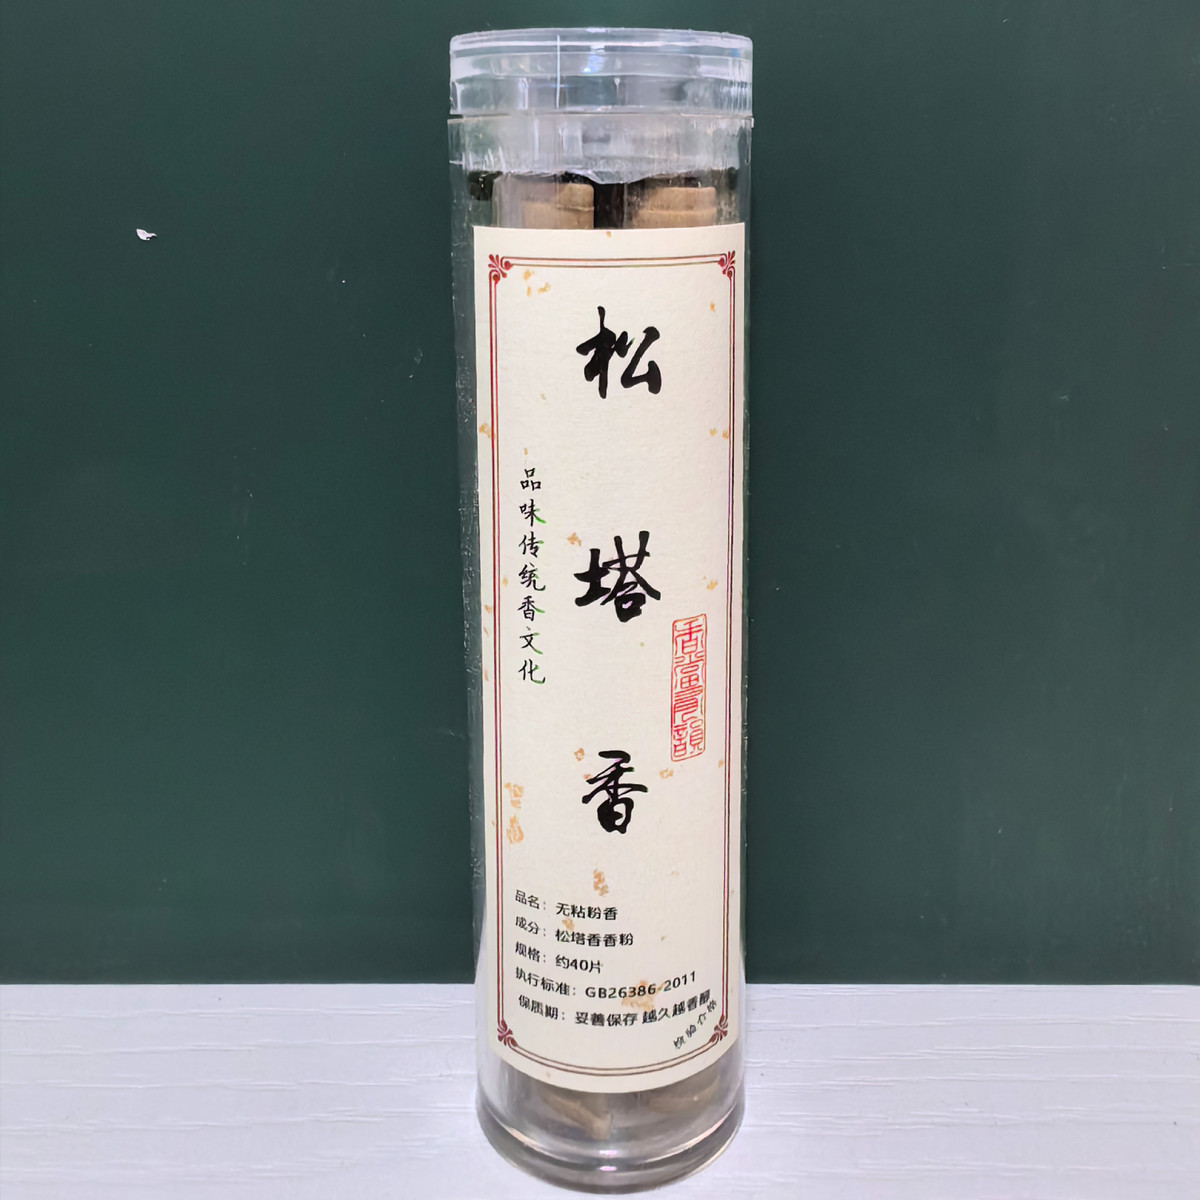 松塔香
品味传统香文化
品名：无粘粉香
成分：松塔香香粉
规格：约40片
执行标准：GB26386-2011
保质期：妥善保存 越久越香醇